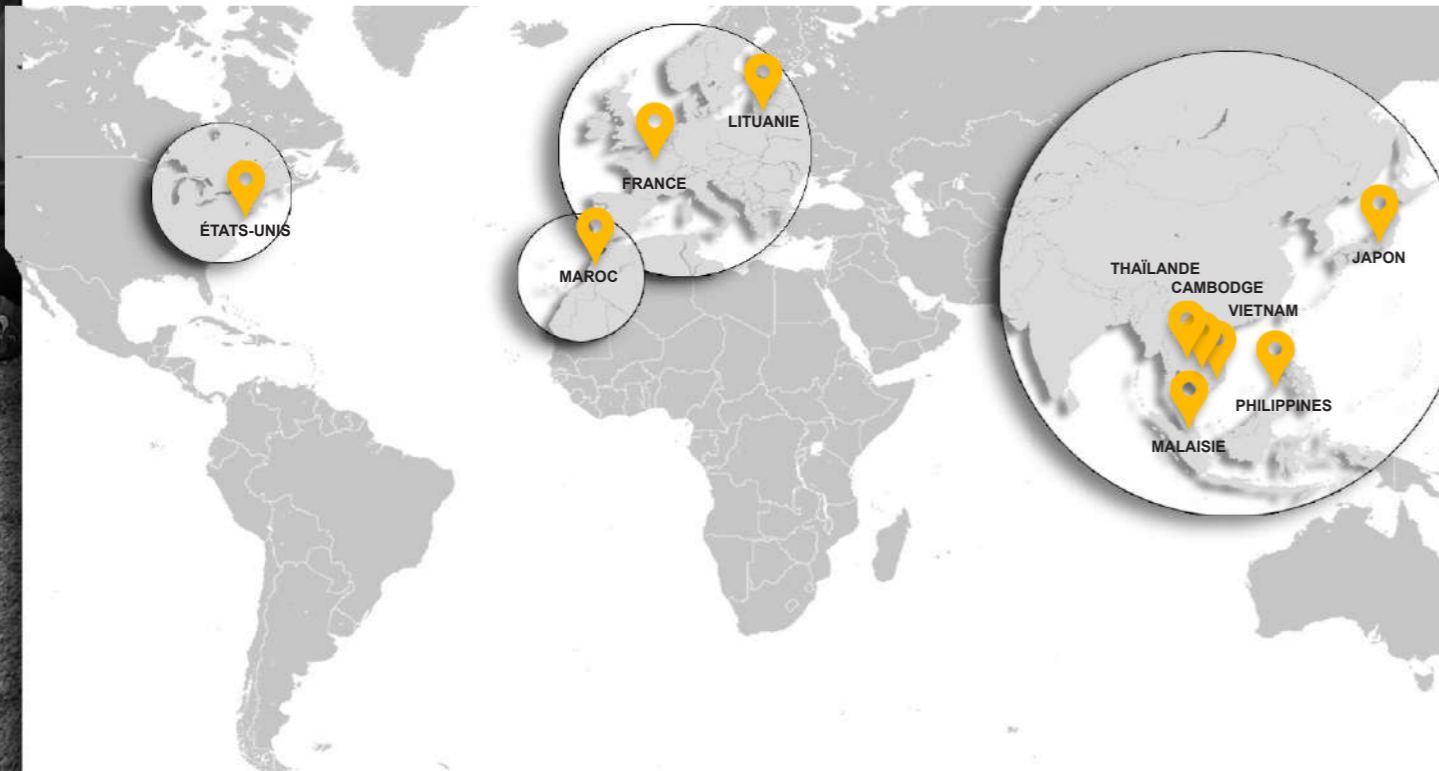 LITUANIE
FRANCE
ÉTATS-UNIS
MAROC
JAPON
THAÏLANDE
CAMBODGE
VIETNAM
PHILIPPINES
MALAISIE